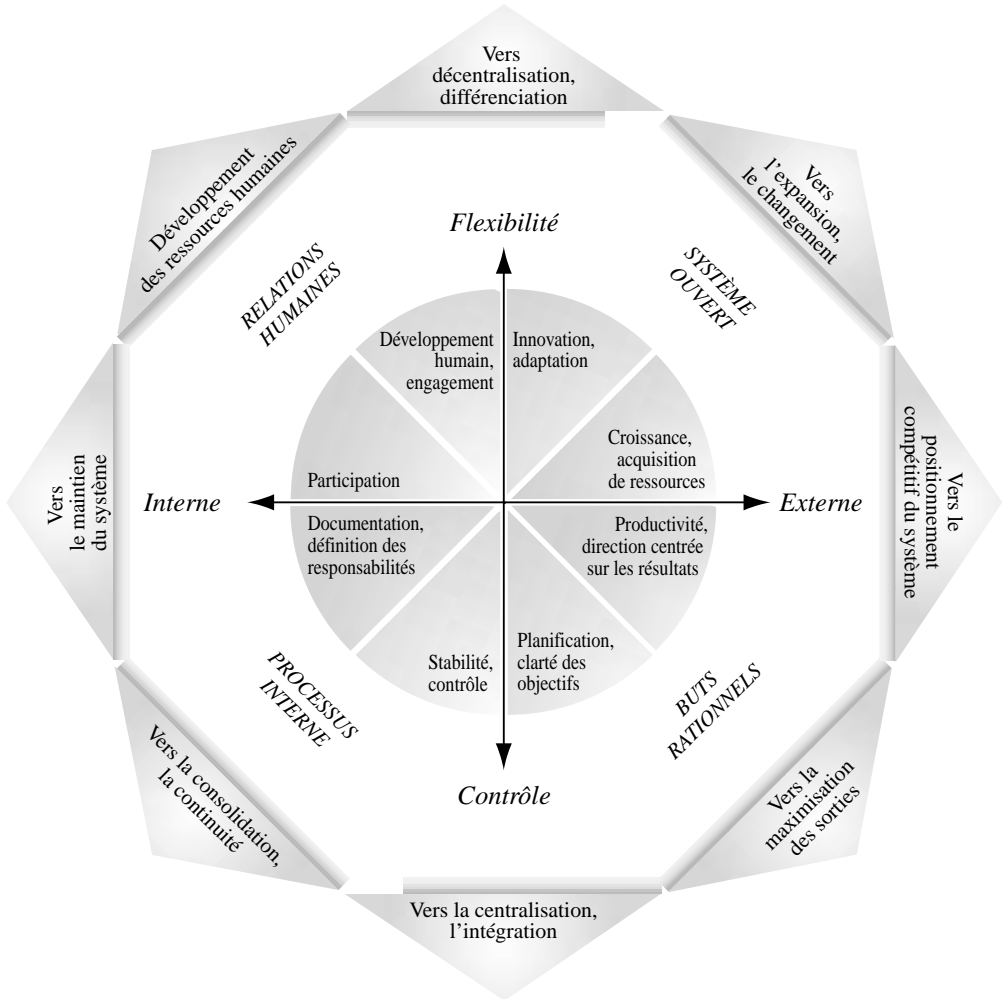 Vers
décentralisation,
différenciation
Développement
des ressources humaines
Vers
l'expansion,
le changement
Flexibilité
RELATIONS
HUMAINES
SYSTÈME
OUVERT
Développement
humain,
engagement
Innovation,
adaptation
Croissance,
acquisition
de ressources
Participation
Vers
le maintien
du système
Interne
Externe
Vers le
positionnement
compétitif du système
Documentation,
définition des
responsabilités
Productivité,
direction centrée
sur les résultats
Stabilité,
contrôle
Planification,
clarté des
objectifs
PROCESSUS
INTERNE
BUTS
RATIONNELS
Contrôle
Vers la consolidation,
la continuité
Vers la
maximisation
des sorties
Vers la centralisation,
l'intégration